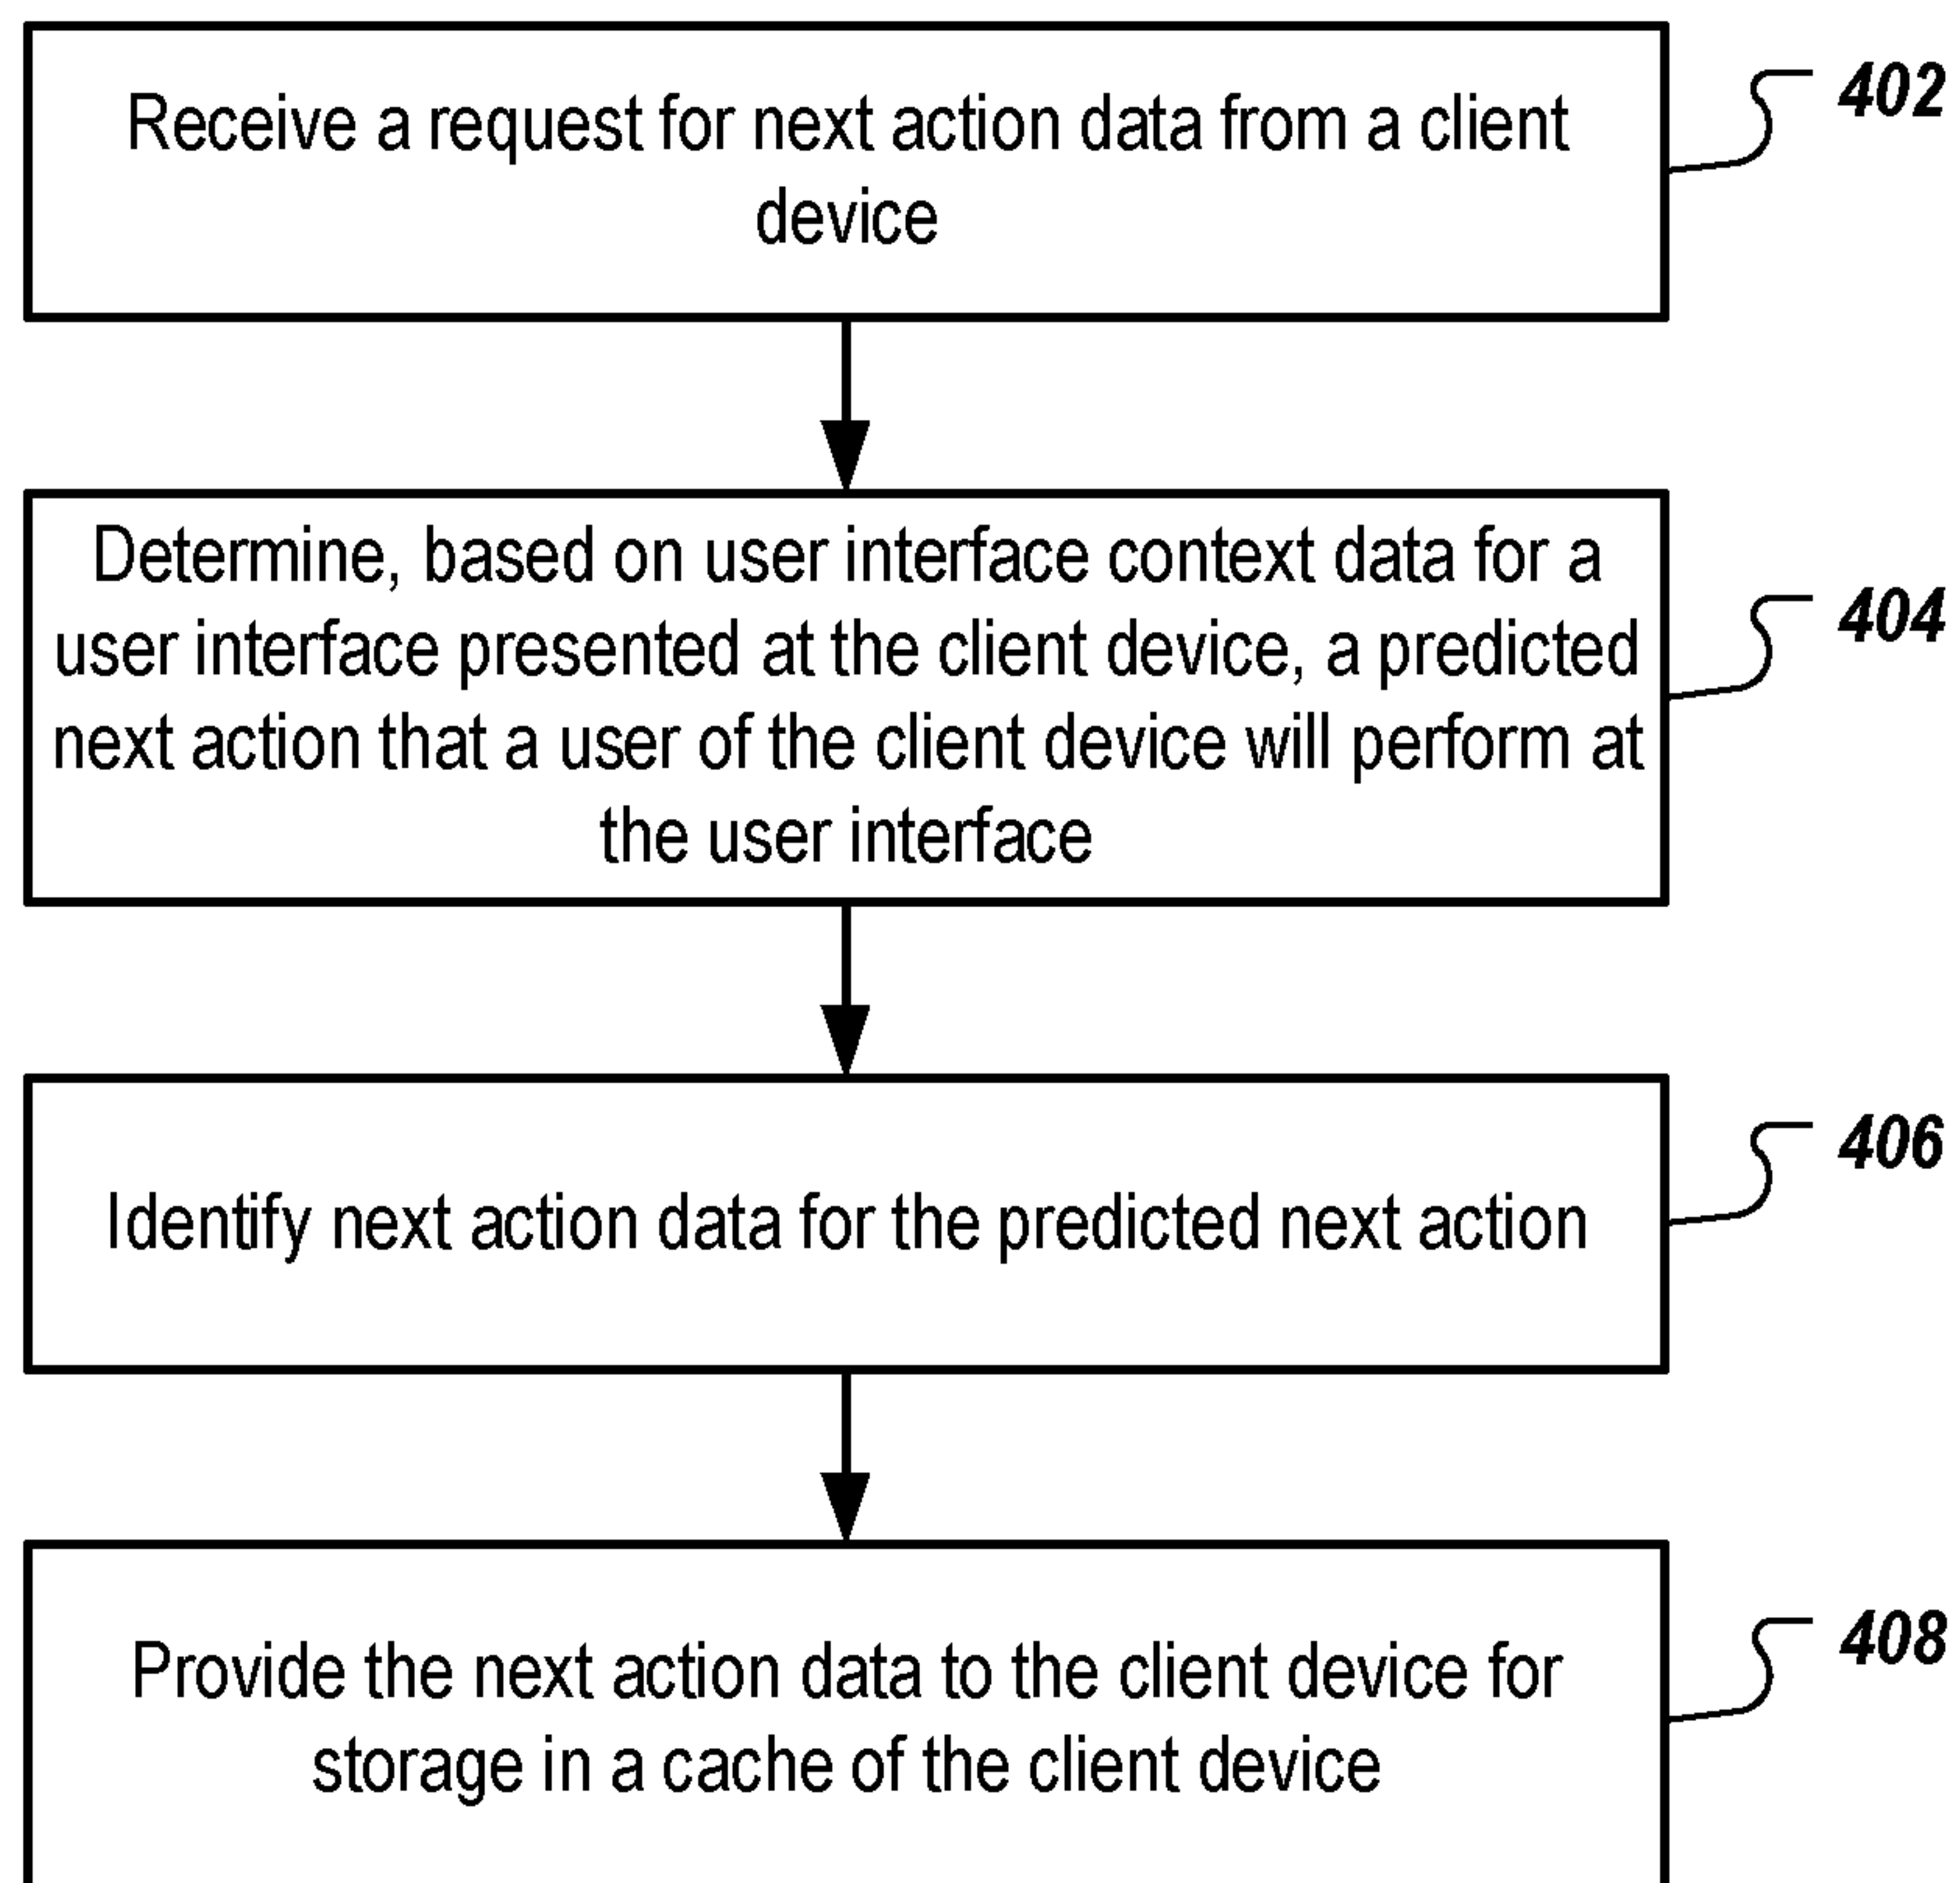 Receive a request for next action data from a client
device
402
Determine, based on user interface context data for a
user interface presented at the client device, a predicted
next action that a user of the client device will perform at
the user interface
404
Identify next action data for the predicted next action
406
Provide the next action data to the client device for
storage in a cache of the client device
408